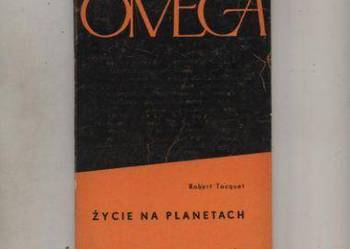 OMEGA
Robert Tocquet
ŻYCIE NA PLANETACH